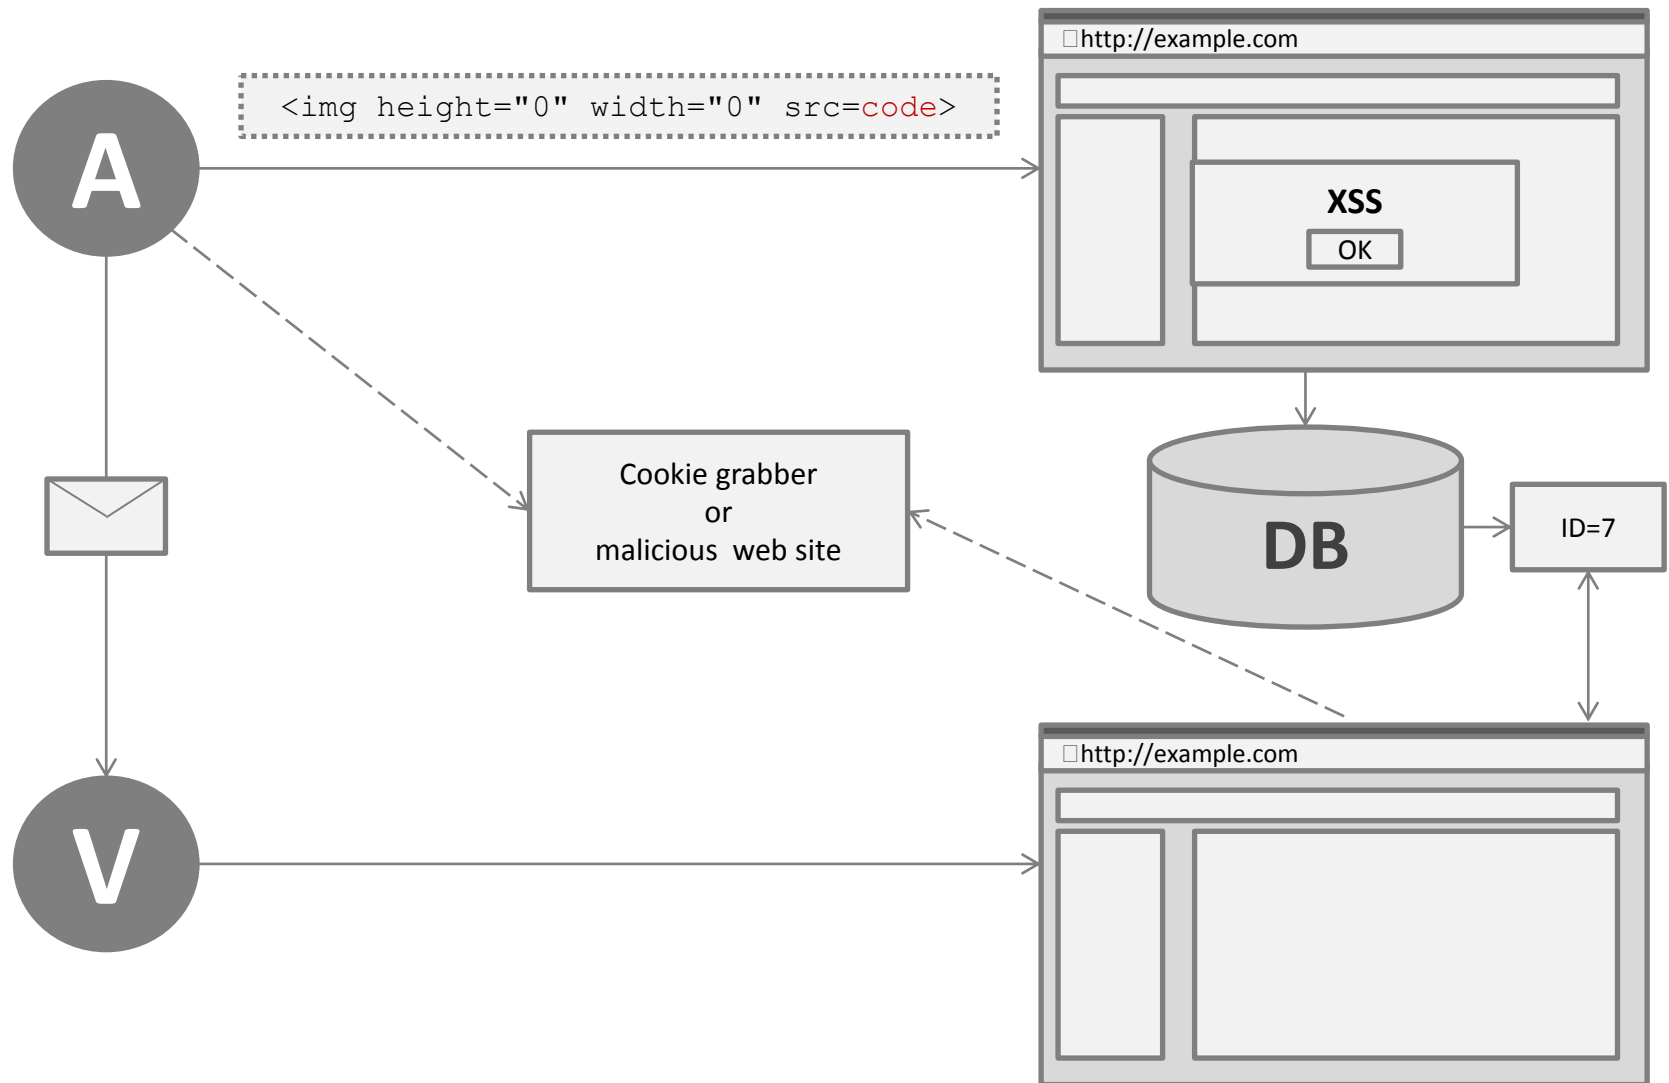 http://example.com
<img height="0" width="0" src=code>
A
XSS
OK
Cookie grabber
or
malicious web site
DB
ID=7
http://example.com
V